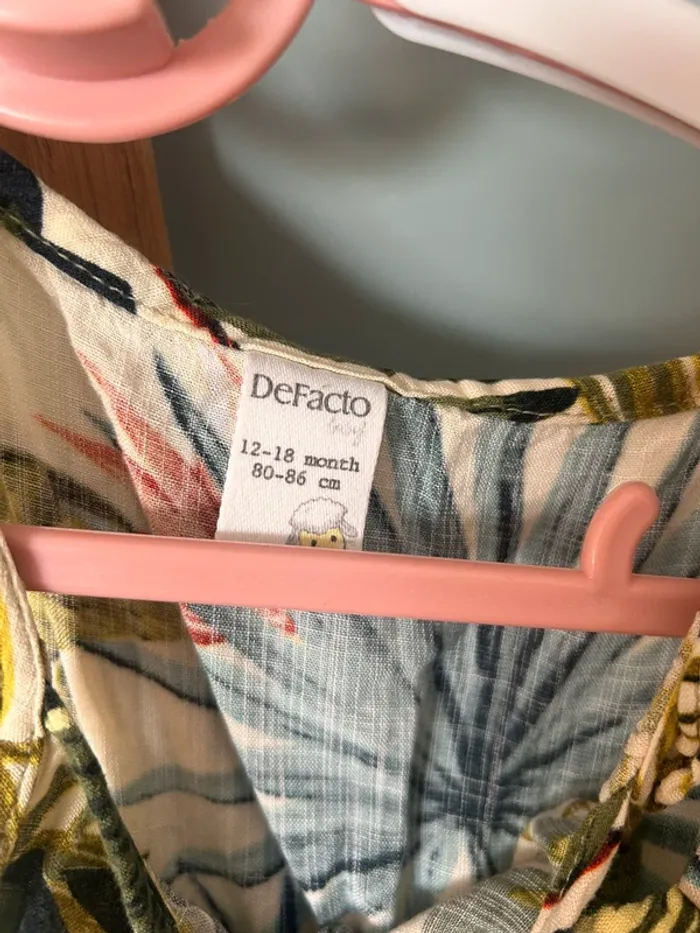 DeFacto
baby
12-18 month
80-86 cm